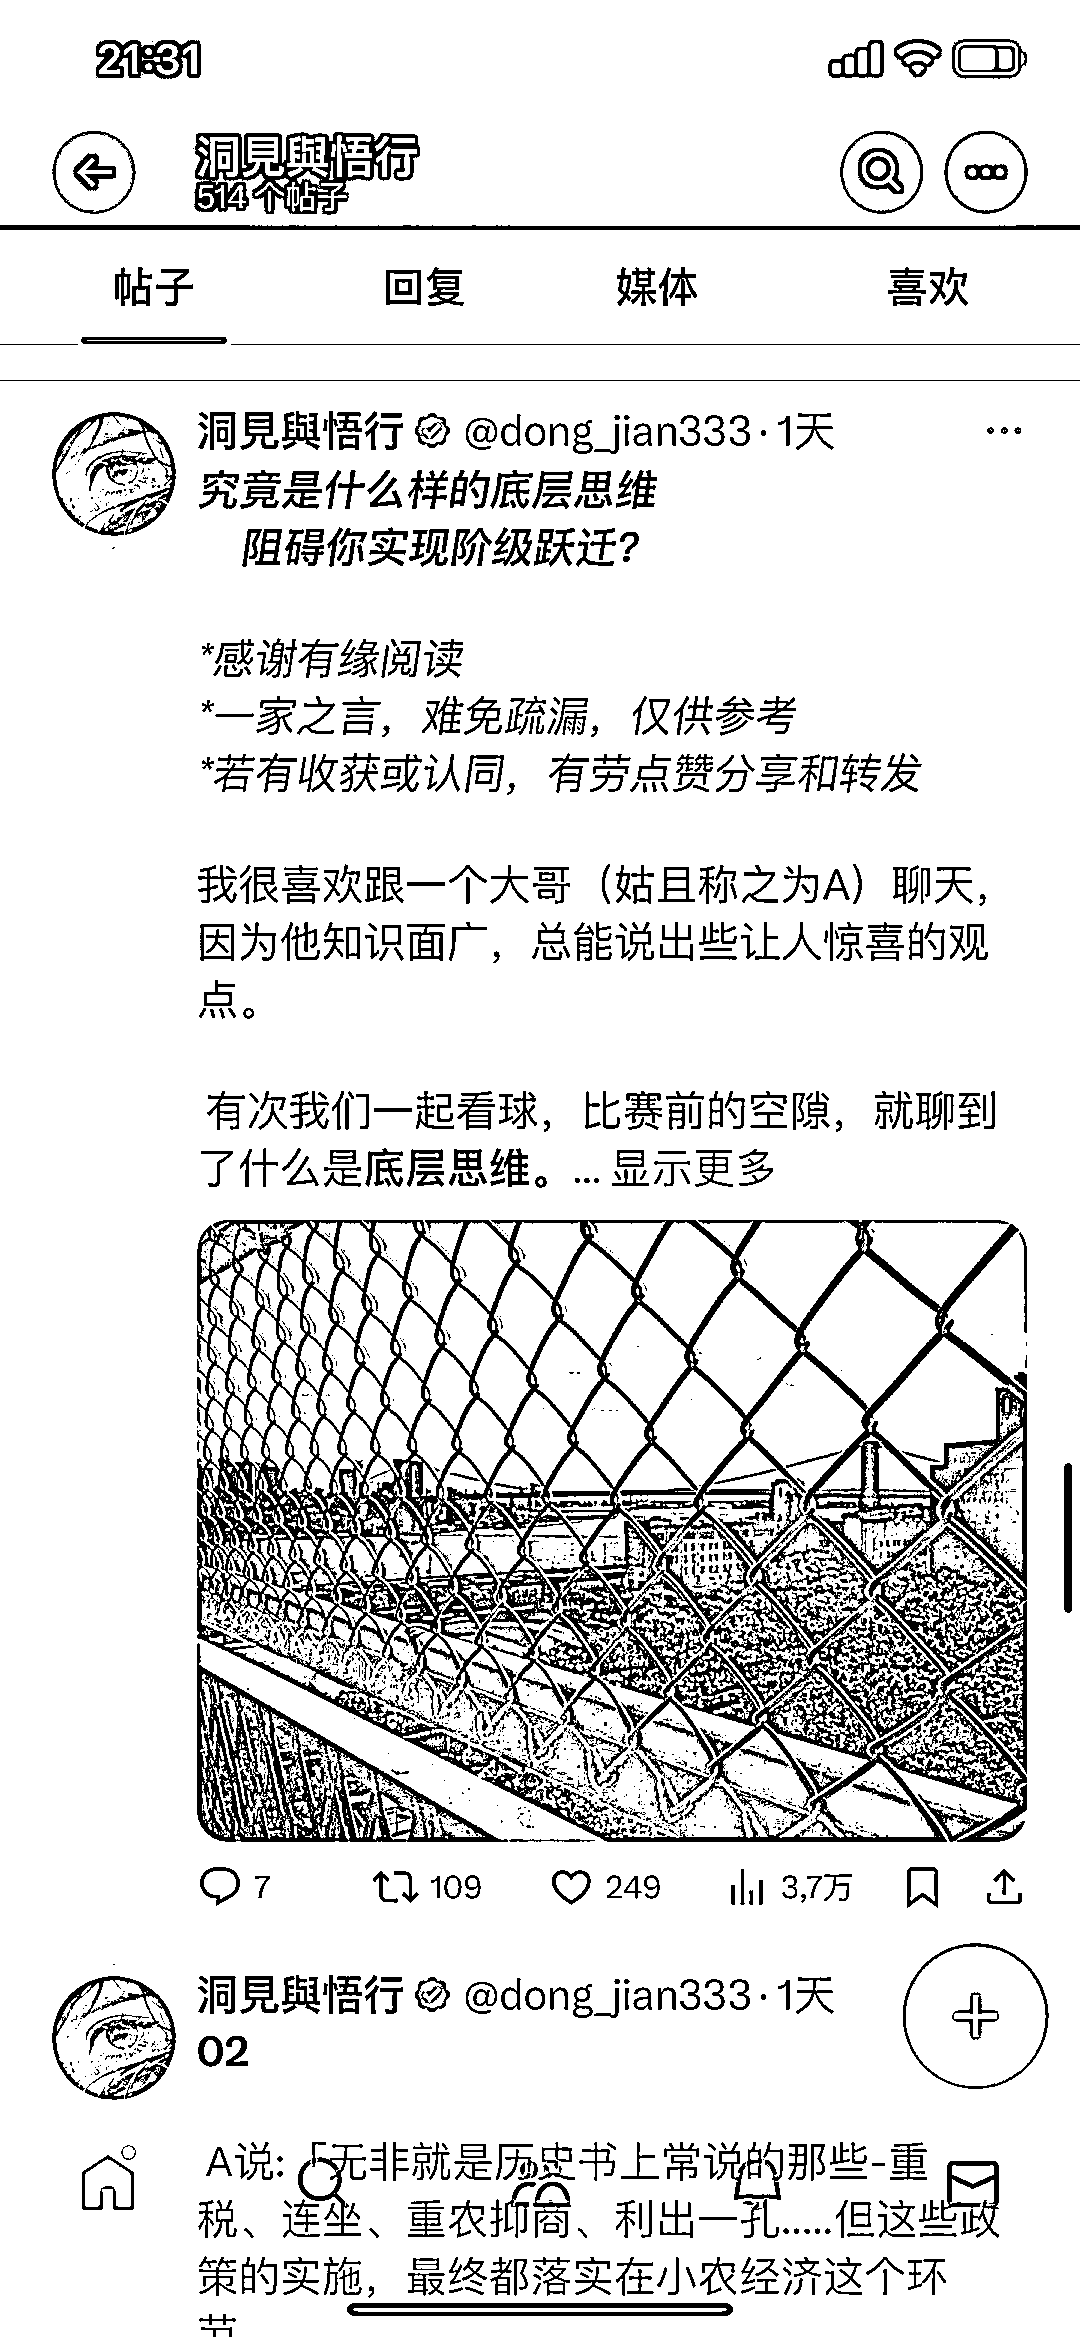 21:31
洞見與悟行
514 个帖子
帖子
回复
媒体
喜欢
洞見與悟行 @dong_jian333·1天
究竟是什么样的底层思维
阻碍你实现阶级跃迁?
*感谢有缘阅读
*一家之言，难免疏漏，仅供参考
*若有收获或认同，有劳点赞分享和转发
我很喜欢跟一个大哥（姑且称之为A）聊天，
因为他知识面广，总能说出些让人惊喜的观
点。
有次我们一起看球，比赛前的空隙，就聊到
了什么是底层思维。... 显示更多
7
109
249
3,7万
洞見與悟行 @dong_jian333·1天
02
A说:「无非就是历史书上常说的那些-重
税、连坐、重农抑商、利出一孔.....但这些政
策的实施，最终都落实在小农经济这个环
节